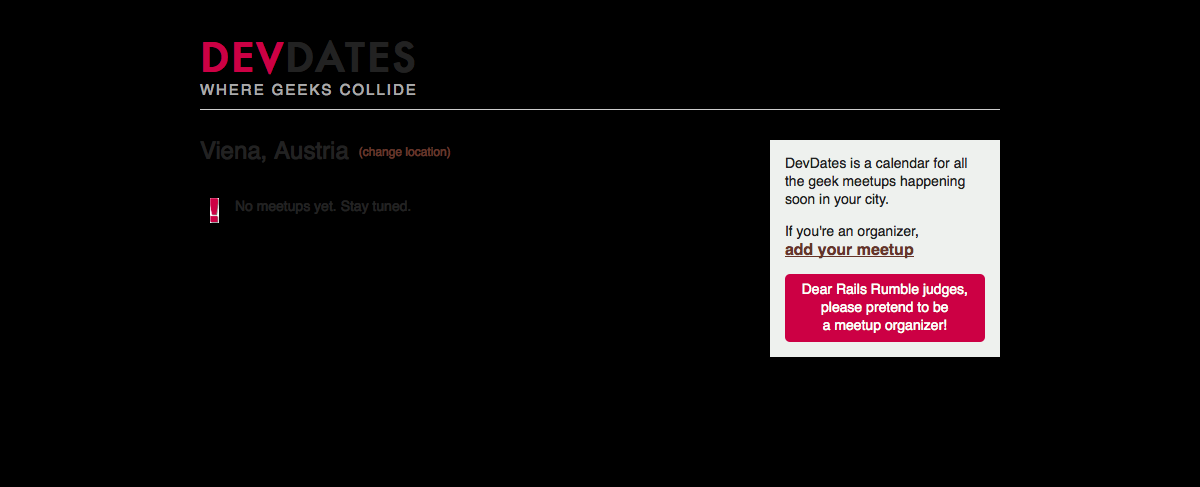 DEVDATES
WHERE GEEKS COLLIDE
Viena, Austria (change location)
! No meetups yet. Stay tuned.
DevDates is a calendar for all
the geek meetups happening
soon in your city.
If you're an organizer,
add your meetup
Dear Rails Rumble judges,
please pretend to be
a meetup organizer!